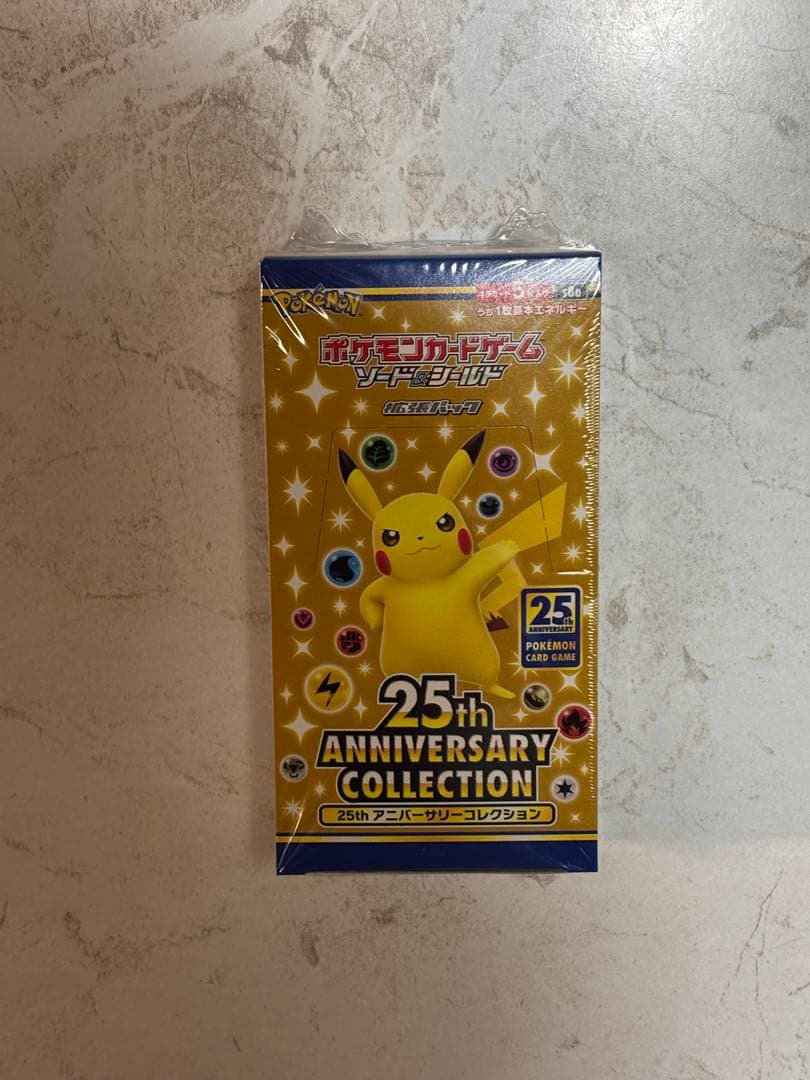 POKÉMON
S8a
うち1枚基本エネルギー
ポケモンカードゲーム
ソード&シールド
拡張パック
25th
ANNIVERSARY
POKÉMON
CARD GAME
25th
ANNIVERSARY
COLLECTION
25th アニバーサリーコレクション